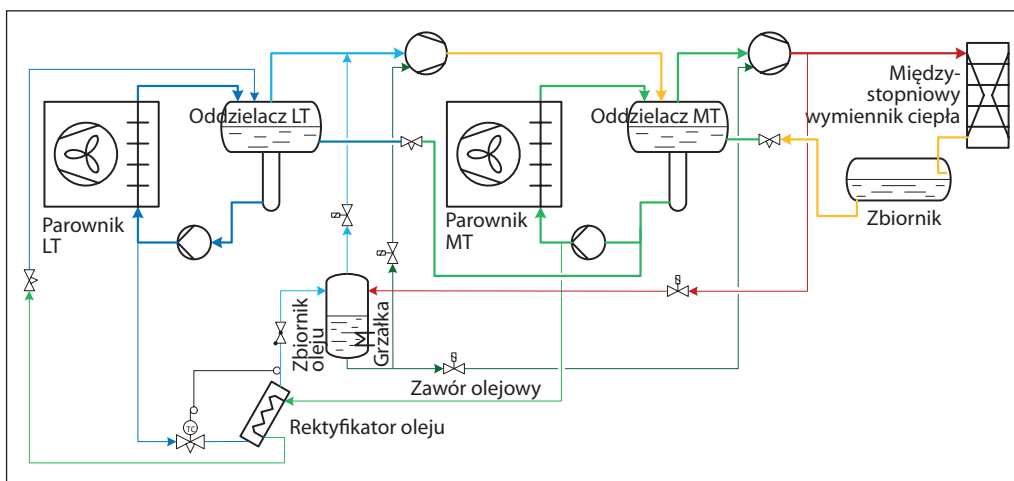 Oddzielacz LT
Oddzielacz MT
Między-
stopniowy
wymiennik ciepła
Parownik
LT
Parownik
MT
Zbiornik
Zbiornik
oleju
Grzałka
Zawór olejowy
Rektyfikator oleju
TC